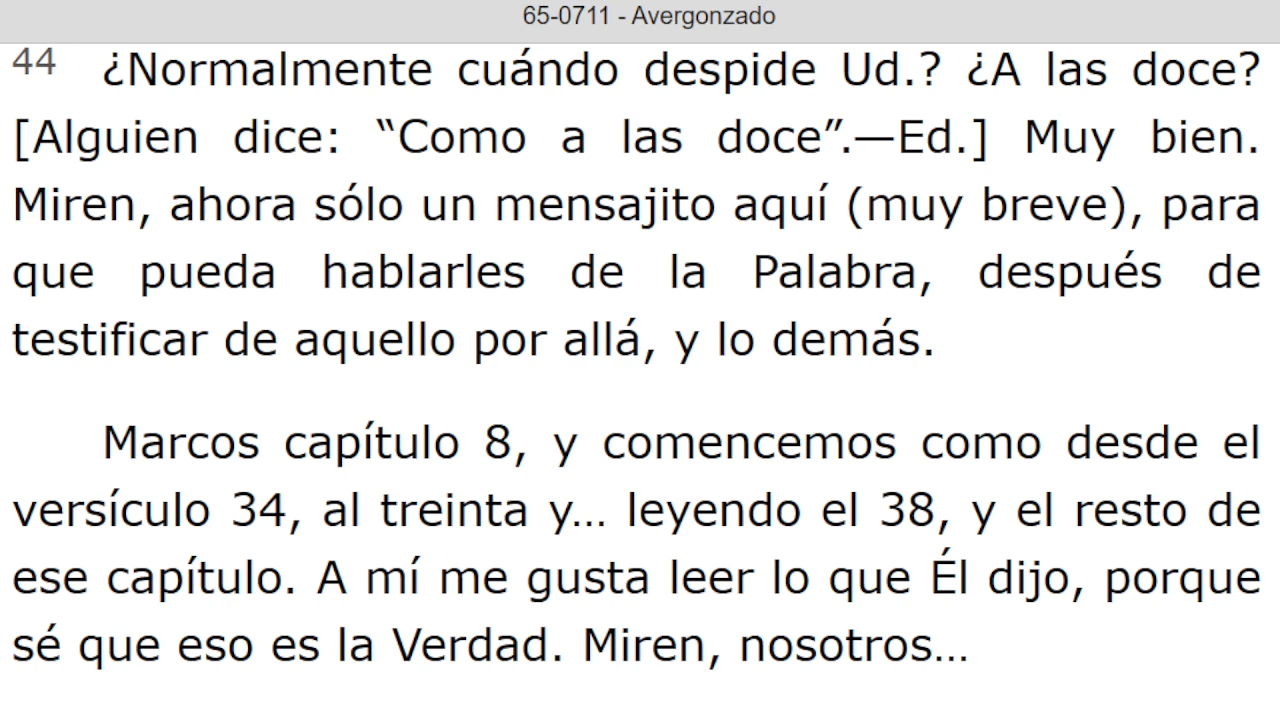 65-0711 - Avergonzado
44 ¿Normalmente cuándo despide Ud.? ¿A las doce?
[Alguien dice: “Como a las doce”.—Ed.] Muy bien.
Miren, ahora sólo un mensajito aquí (muy breve), para
que pueda hablarles de la Palabra, después de
testificar de aquello por allá, y lo demás.
Marcos capítulo 8, y comencemos como desde el
versículo 34, al treinta y… leyendo el 38, y el resto de
ese capítulo. A mí me gusta leer lo que Él dijo, porque
sé que eso es la Verdad. Miren, nosotros…